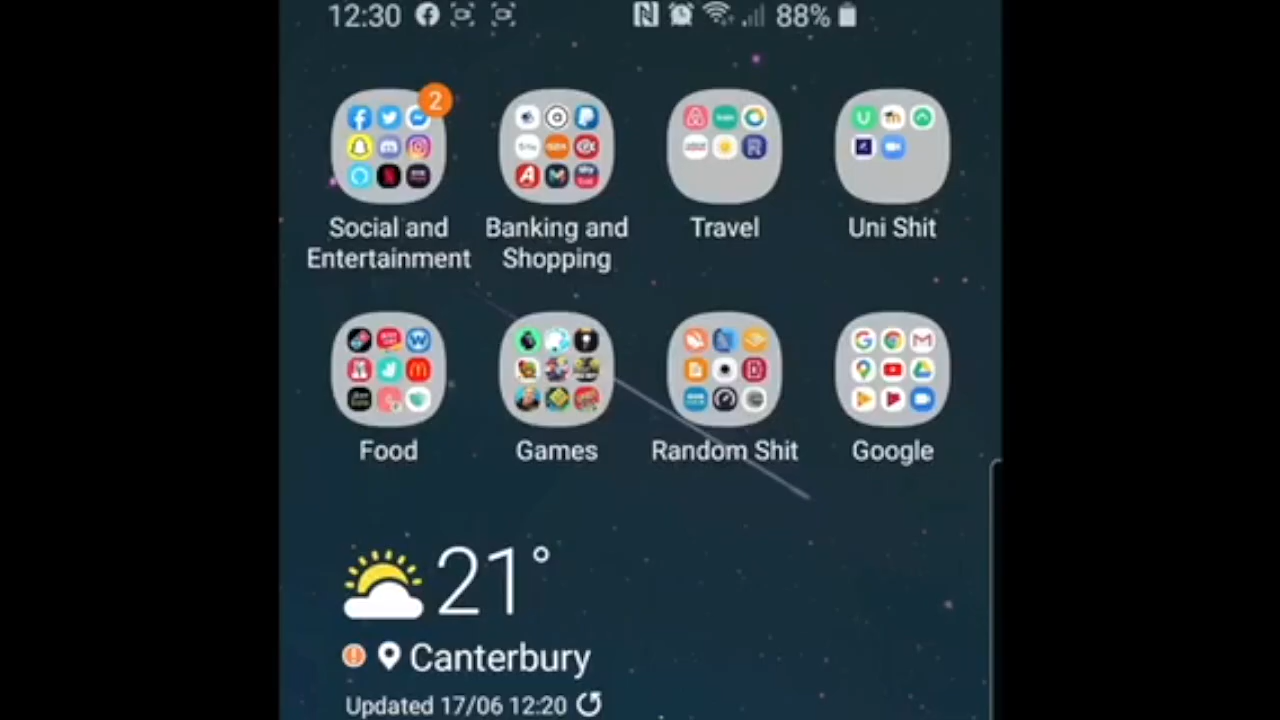 12:30
88%
2
Social and
Entertainment
Banking and
Shopping
Travel
Uni Shit
Food
Games
Random Shit
Google
21°
Canterbury
Updated 17/06 12:20